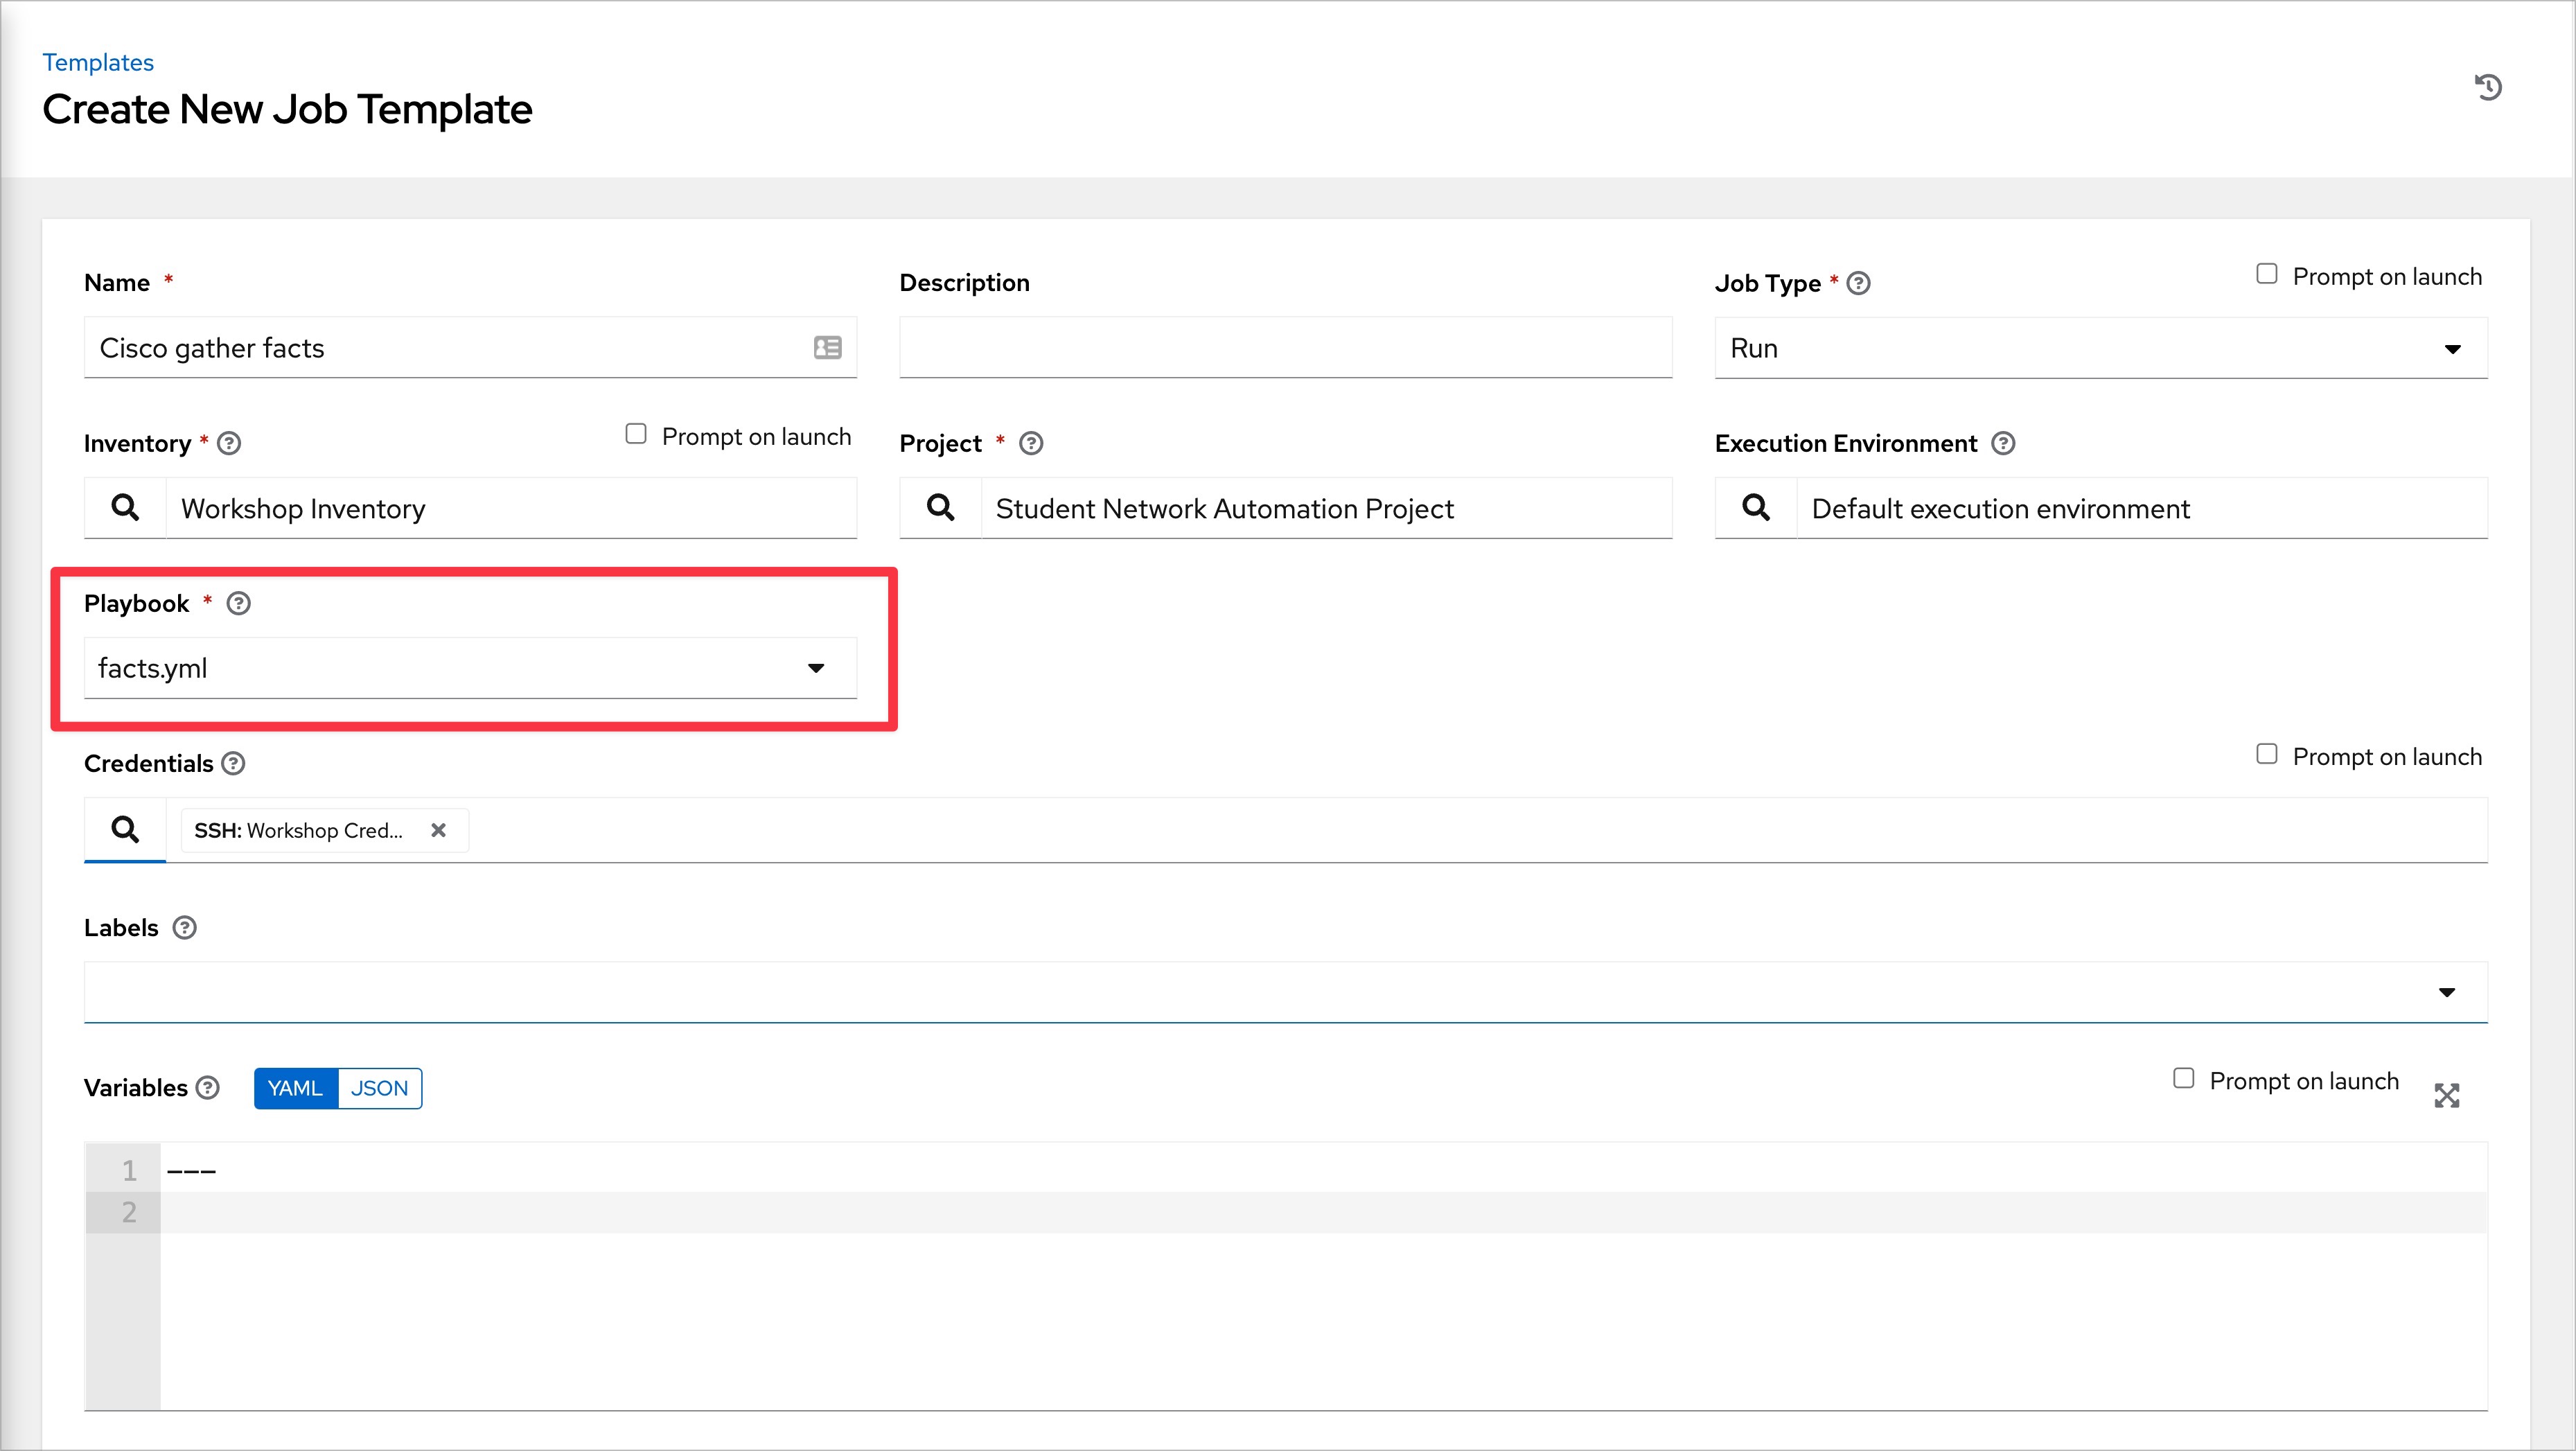 Templates
Create New Job Template
Name *
Description
Job Type *
Prompt on launch
Cisco gather facts
Run
Inventory *
Prompt on launch
Project *
Execution Environment
Workshop Inventory
Student Network Automation Project
Default execution environment
Playbook *
facts.yml
Credentials
Prompt on launch
SSH: Workshop Cred...
Labels
Variables
YAML
JSON
Prompt on launch
1 ---
2